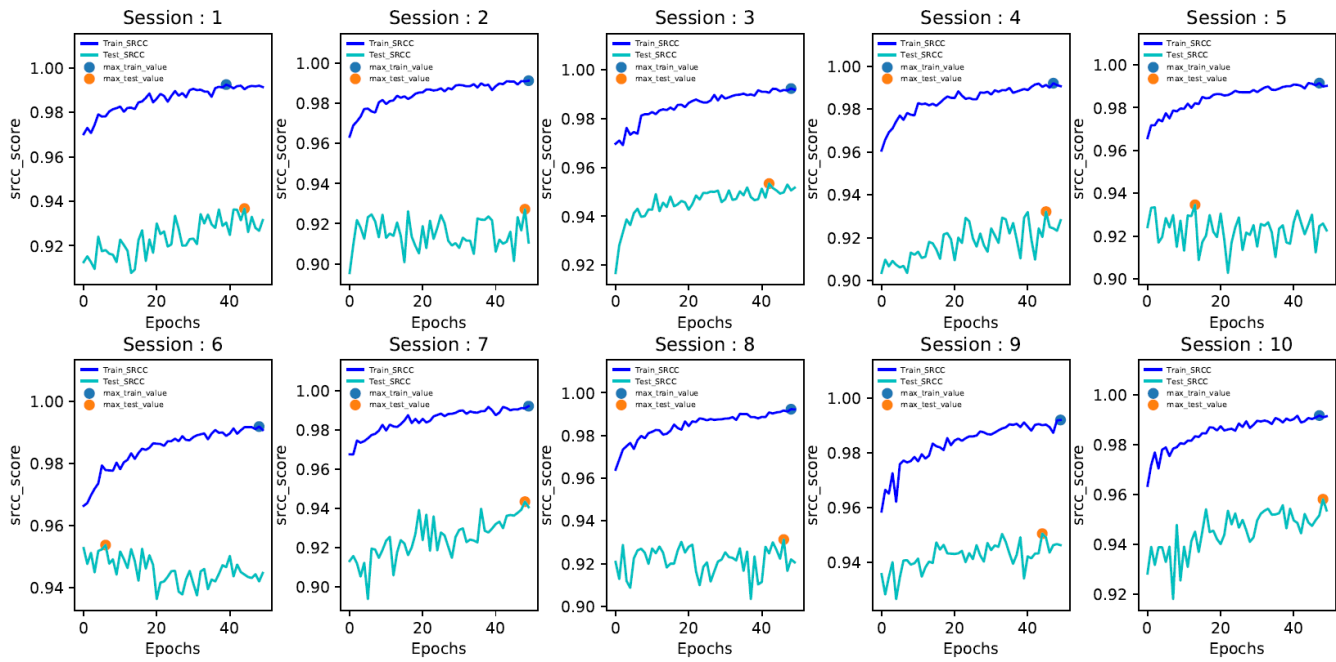 Session : 1
Train_SRCC
Test_SRCC
max_train_value
max_test_value
1.00
0.98
0.96
0.94
0.92
srcc_score
0
20
40
Epochs
Session : 2
Train_SRCC
Test_SRCC
max_train_value
max_test_value
1.00
0.98
0.96
0.94
0.92
0.90
srcc_score
0
20
40
Epochs
Session : 3
Train_SRCC
Test_SRCC
max_train_value
max_test_value
1.00
0.98
0.96
0.94
0.92
srcc_score
0
20
40
Epochs
Session : 4
Train_SRCC
Test_SRCC
max_train_value
max_test_value
1.00
0.98
0.96
0.94
0.92
0.90
srcc_score
0
20
40
Epochs
Session : 5
Train_SRCC
Test_SRCC
max_train_value
max_test_value
1.00
0.98
0.96
0.94
0.92
0.90
srcc_score
0
20
40
Epochs
Session : 6
Train_SRCC
Test_SRCC
max_train_value
max_test_value
1.00
0.98
0.96
0.94
srcc_score
0
20
40
Epochs
Session : 7
Train_SRCC
Test_SRCC
max_train_value
max_test_value
1.00
0.98
0.96
0.94
0.92
0.90
srcc_score
0
20
40
Epochs
Session : 8
Train_SRCC
Test_SRCC
max_train_value
max_test_value
1.00
0.98
0.96
0.94
0.92
0.90
srcc_score
0
20
40
Epochs
Session : 9
Train_SRCC
Test_SRCC
max_train_value
max_test_value
1.00
0.98
0.96
0.94
srcc_score
0
20
40
Epochs
Session : 10
Train_SRCC
Test_SRCC
max_train_value
max_test_value
1.00
0.98
0.96
0.94
0.92
srcc_score
0
20
40
Epochs